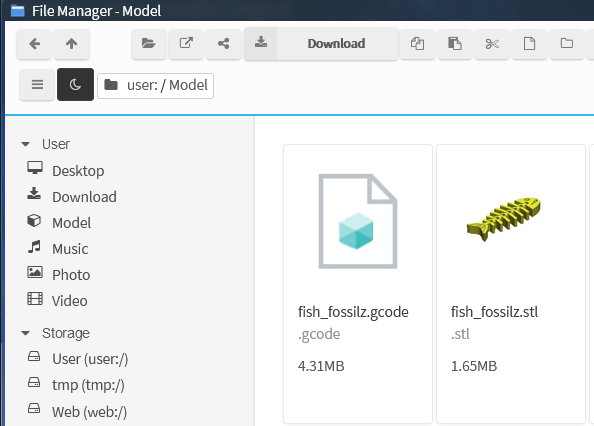 File Manager - Model
Download
user: / Model
User
Desktop
Download
Model
Music
Photo
Video
Storage
User (user:/)
tmp (tmp:/)
Web (web:/)
fish_fossilz.gcode
.gcode
4.31MB
fish_fossilz.stl
.stl
1.65MB